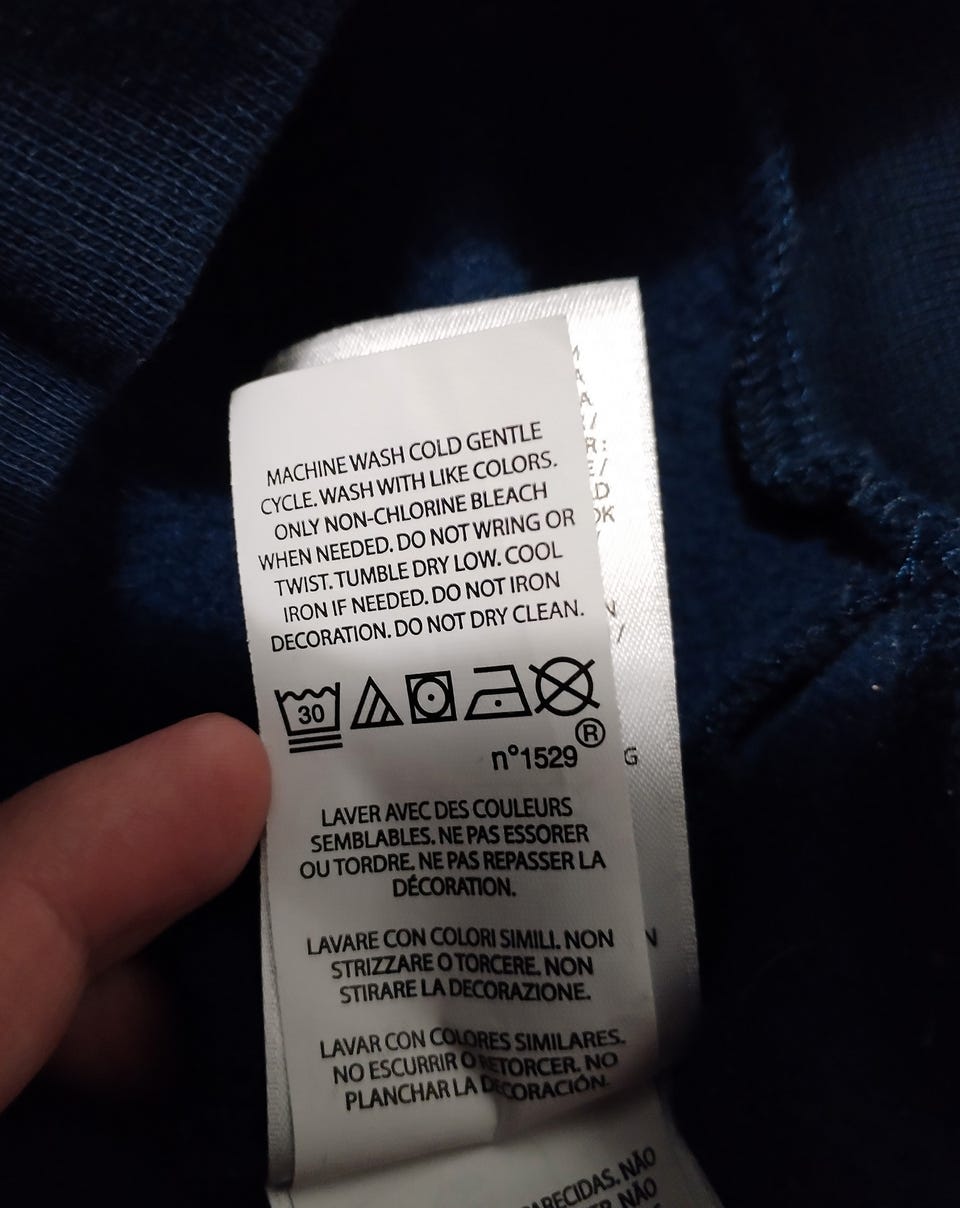 MACHINE WASH COLD GENTLE
CYCLE. WASH WITH LIKE COLORS.
ONLY NON-CHLORINE BLEACH
WHEN NEEDED. DO NOT WRING OR
TWIST. TUMBLE DRY LOW. COOL
IRON IF NEEDED. DO NOT IRON
DECORATION. DO NOT DRY CLEAN.
30
®
n°1529
LAVER AVEC DES COULEURS
SEMBLABLES. NE PAS ESSORER
OU TORDRE. NE PAS REPASSER LA
DÉCORATION.
LAVARE CON COLORI SIMILI. NON
STRIZZARE O TORCERE. NON
STIRARE LA DECORAZIONE.
LAVAR CON COLORES SIMILARES.
NO ESCURRIR O RETORCER. NO
PLANCHAR LA DECORACIÓN.
NÃO
NÃO